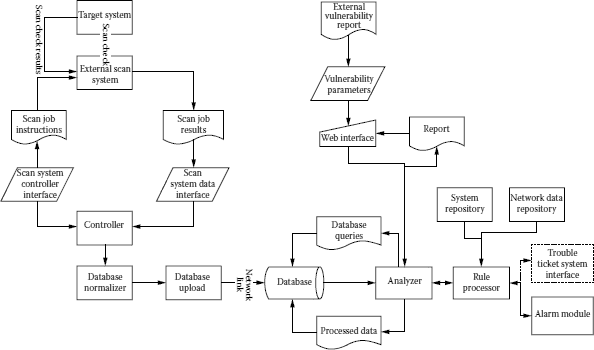 Target system
Scan check results
Scan check
External scan
system
Scan job
instructions
Scan job
results
Scan system
controller
interface
Scan
system data
interface
Controller
Database
normalizer
Database
upload
Network
link
External
vulnerability
report
Vulnerability
parameters
Web interface
Report
System
repository
Network data
repository
Database
queries
Database
Analyzer
Rule
processor
Trouble
ticket system
interface
Alarm module
Processed data